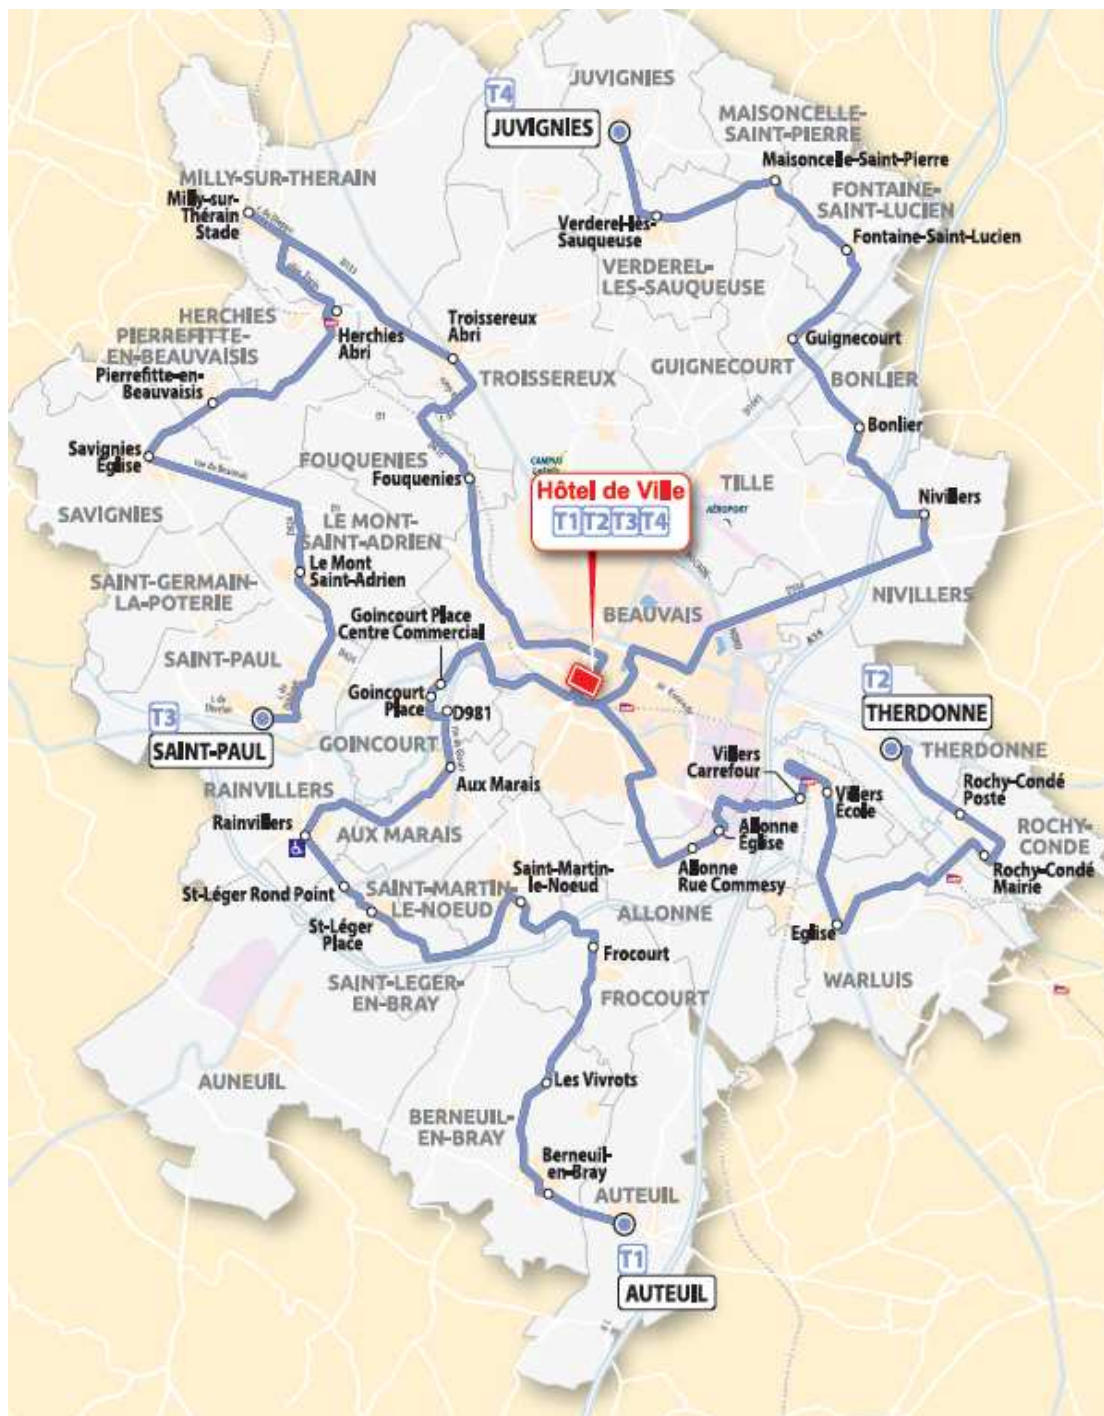 T4
JUVIGNIES
JUVIGNIES
MAISONCELLE-
SAINT-PIERRE
Maisoncelle-Saint-Pierre
MILLY-SUR-THERAIN
Milly-sur-
Thérain
Stade
FONTAINE-
SAINT-LUCIEN
Verderel-lès-
Sauqueuse
Fontaine-Saint-Lucien
VERDEREL-
LES-SAUQUEUSE
HERCHIES
Herchies
Abri
Troissereux
Abri
PIERREFITTE-
EN-BEAUVAISIS
Pierrefitte-en-
Beauvaisis
TROISSEREUX
GUIGNECOURT
Guignecourt
BONLIER
Bonlier
Savignies
Eglise
FOUQUENIES
Fouquenies
CAMPUS
Hôtel de Ville
T1 T2 T3 T4
TILLE
AÉROPORT
Nivillers
SAVIGNIES
LE MONT-
SAINT-ADRIEN
Le Mont
Saint-Adrien
SAINT-GERMAIN-
LA-POTERIE
NIVILLERS
BEAUVAIS
Goincourt Place
Centre Commercial
SAINT-PAUL
Goincourt
Place
D981
T3
SAINT-PAUL
GOINCOURT
T2
THERDONNE
THERDONNE
Villers
Carrefour
Villers
Ecole
Rochy-Condé
Poste
RAINVILLERS
Rainvillers
Aux Marais
AUX MARAIS
Allonne
Eglise
Allonne
Rue Commesy
ROCHY-
CONDE
Rochy-Condé
Mairie
St-Léger Rond Point
SAINT-MARTIN-
LE-NOEUD
Saint-Martin-
le-Noeud
St-Léger
Place
ALLONNE
Eglise
Frocourt
SAINT-LEGER-
EN-BRAY
FROCOURT
WARLUIS
AUNEUIL
Les Vivrots
BERNEUIL-
EN-BRAY
Berneuil-
en-Bray
AUTEUIL
T1
AUTEUIL